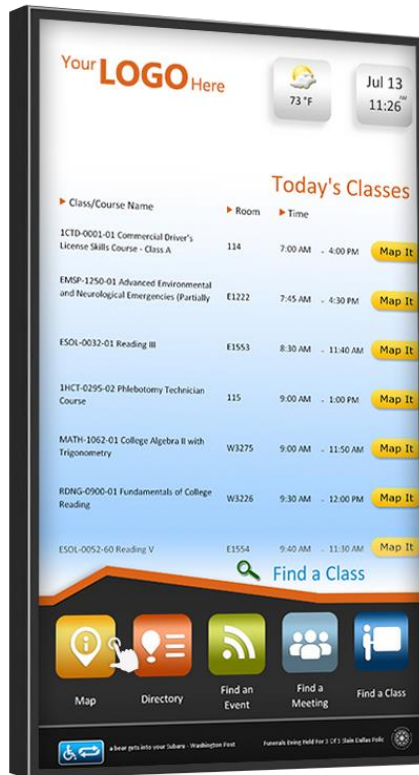 Your LOGO Here
73 °F
Jul 13
11:26 AM
Today's Classes
Class/Course Name
Room
Time
1CTD-0001-01 Commercial Driver's
License Skills Course - Class A
114
7:00 AM - 4:00 PM
Map It
EMSP-1250-01 Advanced Environmental
and Neurological Emergencies (Partially
E1222
7:45 AM - 4:30 PM
Map It
ESOL-0032-01 Reading III
E1553
8:30 AM - 11:40 AM
Map It
1HCT-0295-02 Phlebotomy Technician
Course
115
9:00 AM - 1:00 PM
Map It
MATH-1062-01 College Algebra II with
Trigonometry
W3275
9:00 AM - 11:50 AM
Map It
RDNG-0900-01 Fundamentals of College
Reading
W3226
9:30 AM - 12:00 PM
Map It
ESOL-0052-60 Reading V
E1554
9:40 AM - 11:30 AM
Map It
Find a Class
Map
Directory
Find an
Event
Find a
Meeting
Find a Class
a bear gets into your Subaru - Washington Post
Funerals Being Held For 3 Of 5 Slain Dallas Polic